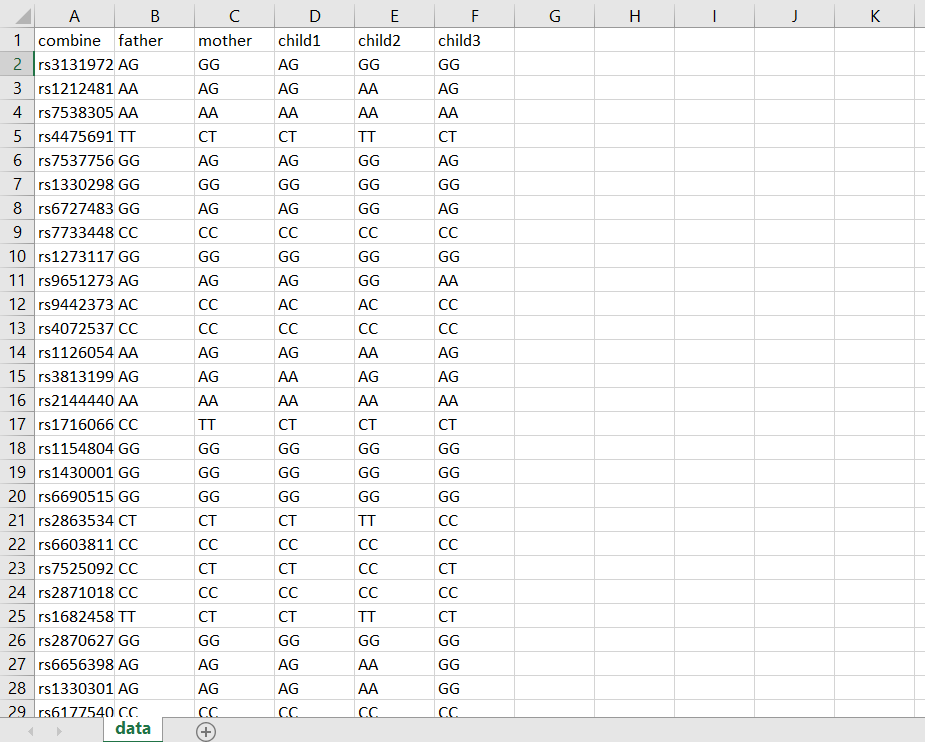 A B C D E F G H I J K
1 combine father mother child1 child2 child3
2 rs3131972 AG GG AG GG GG
3 rs1212481 AA AG AG AA AG
4 rs7538305 AA AA AA AA AA
5 rs4475691 TT CT CT TT CT
6 rs7537756 GG AG AG GG AG
7 rs1330298 GG GG GG GG GG
8 rs6727483 GG AG AG GG AG
9 rs7733448 CC CC CC CC CC
10 rs1273117 GG GG GG GG GG
11 rs9651273 AG AG AG GG AA
12 rs9442373 AC CC AC AC CC
13 rs4072537 CC CC CC CC CC
14 rs1126054 AA AG AG AA AG
15 rs3813199 AG AG AA AG AG
16 rs2144440 AA AA AA AA AA
17 rs1716066 CC TT CT CT CT
18 rs1154804 GG GG GG GG GG
19 rs1430001 GG GG GG GG GG
20 rs6690515 GG GG GG GG GG
21 rs2863534 CT CT CT TT CC
22 rs6603811 CC CC CC CC CC
23 rs7525092 CC CT CT CC CT
24 rs2871018 CC CC CC CC CC
25 rs1682458 TT CT CT TT CT
26 rs2870627 GG GG GG GG GG
27 rs6656398 AG AG AG AA GG
28 rs1330301 AG AG AG AA GG
29 rs6177540 CC CC CC CC CC
data